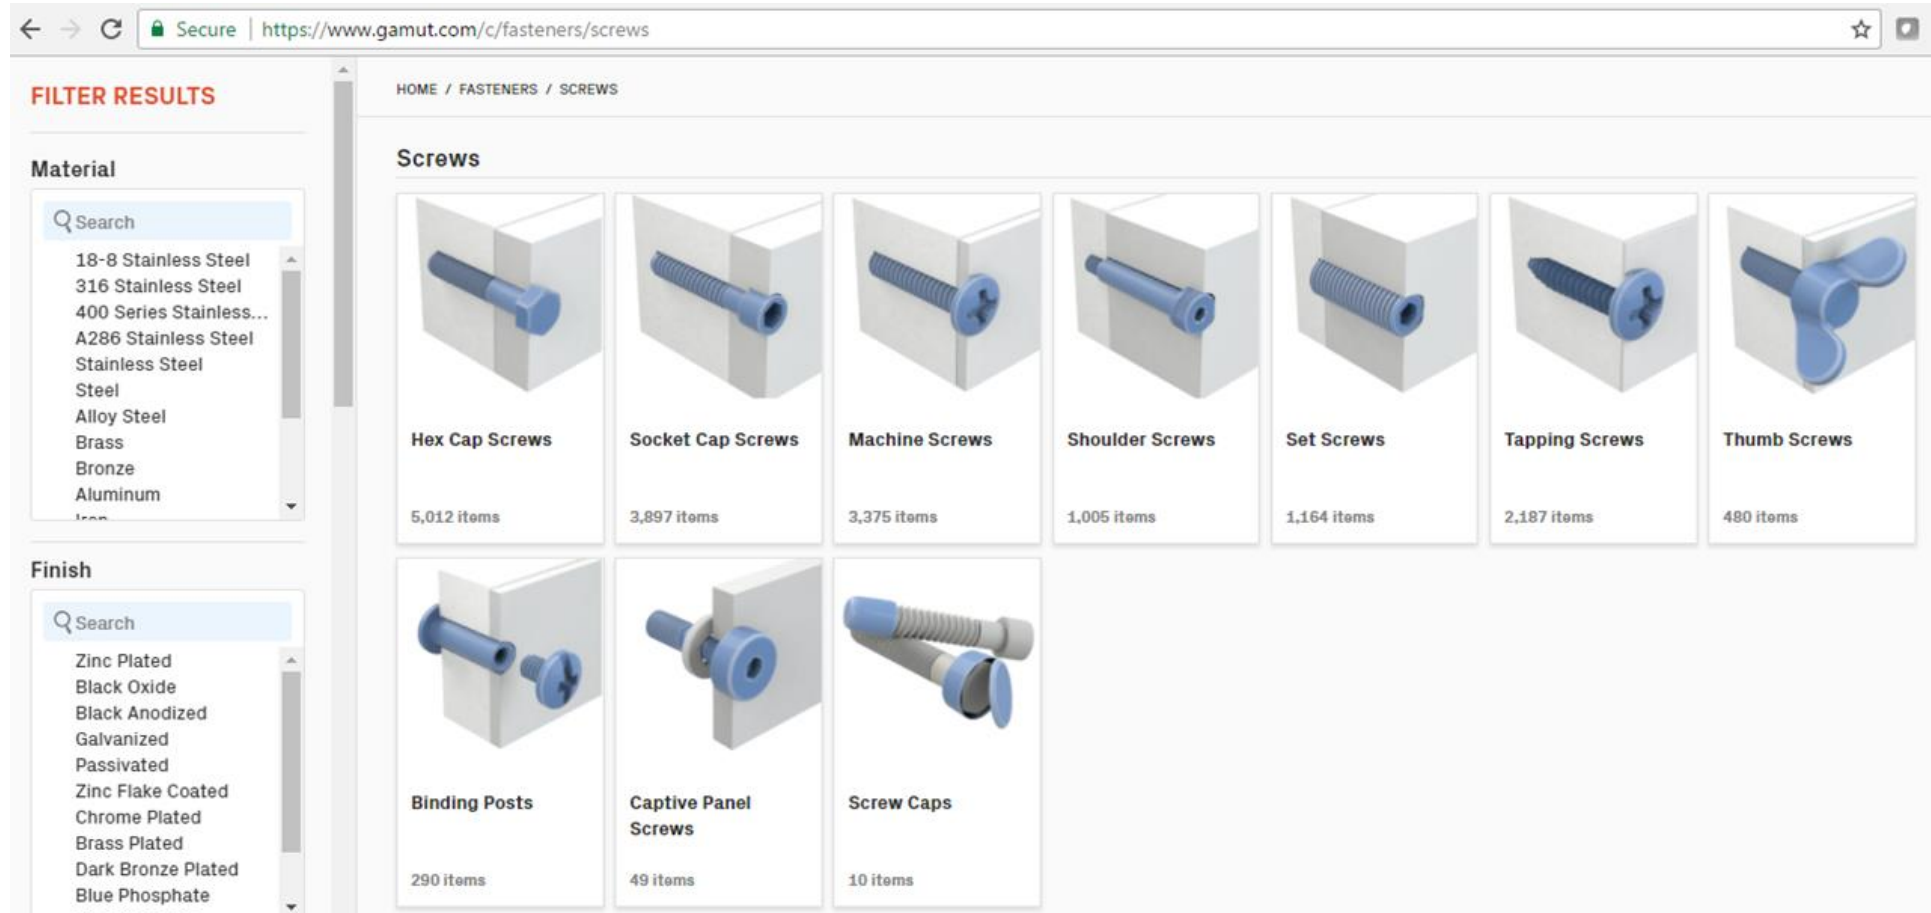 Secure | https://www.gamut.com/c/fasteners/screws
FILTER RESULTS
Material
Search
18-8 Stainless Steel
316 Stainless Steel
400 Series Stainless...
A286 Stainless Steel
Stainless Steel
Steel
Alloy Steel
Brass
Bronze
Aluminum
Finish
Search
Zinc Plated
Black Oxide
Black Anodized
Galvanized
Passivated
Zinc Flake Coated
Chrome Plated
Brass Plated
Dark Bronze Plated
Blue Phosphate
HOME / FASTENERS / SCREWS
Screws
Hex Cap Screws
5,012 items
Socket Cap Screws
3,897 items
Machine Screws
3,375 items
Shoulder Screws
1,005 items
Set Screws
1,164 items
Tapping Screws
2,187 items
Thumb Screws
480 items
Binding Posts
290 items
Captive Panel
Screws
49 items
Screw Caps
10 items